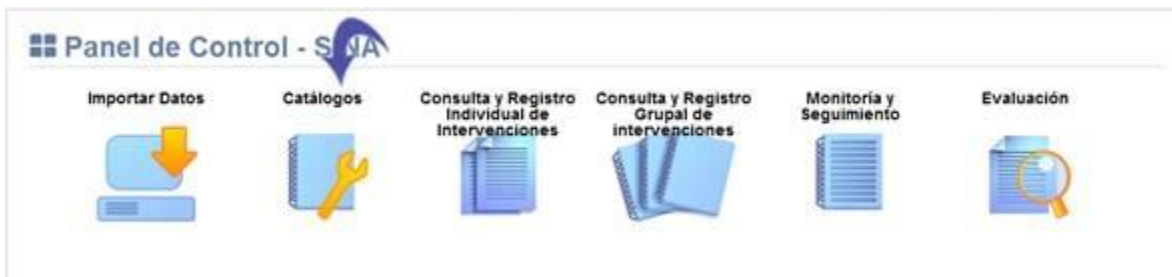 Panel de Control - SINA
Importar Datos
Catálogos
Consulta y Registro
Individual de
Intervenciones
Consulta y Registro
Grupal de
intervenciones
Monitoría y
Seguimiento
Evaluación